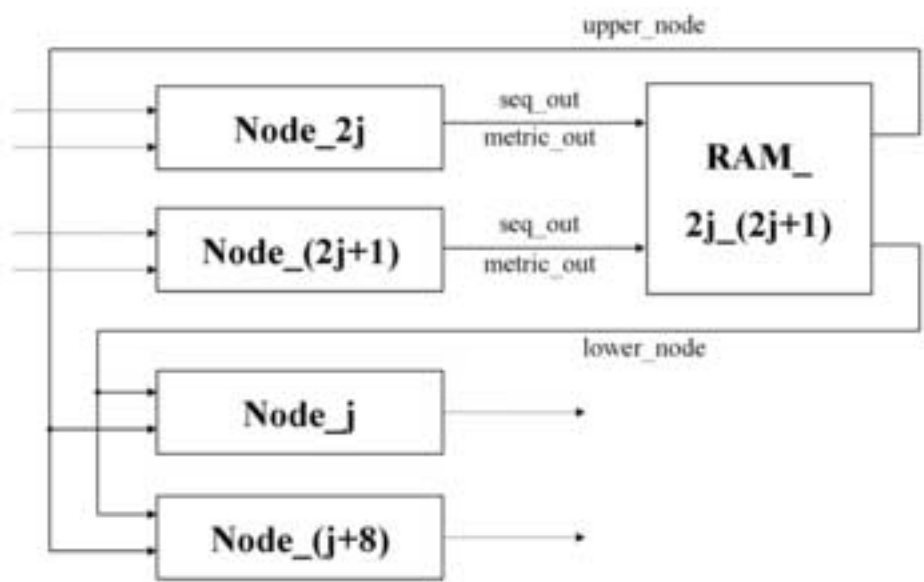 upper_node
Node_2j
seq_out
metric_out
RAM_
2j_(2j+1)
Node_(2j+1)
seq_out
metric_out
lower_node
Node_j
Node_(j+8)